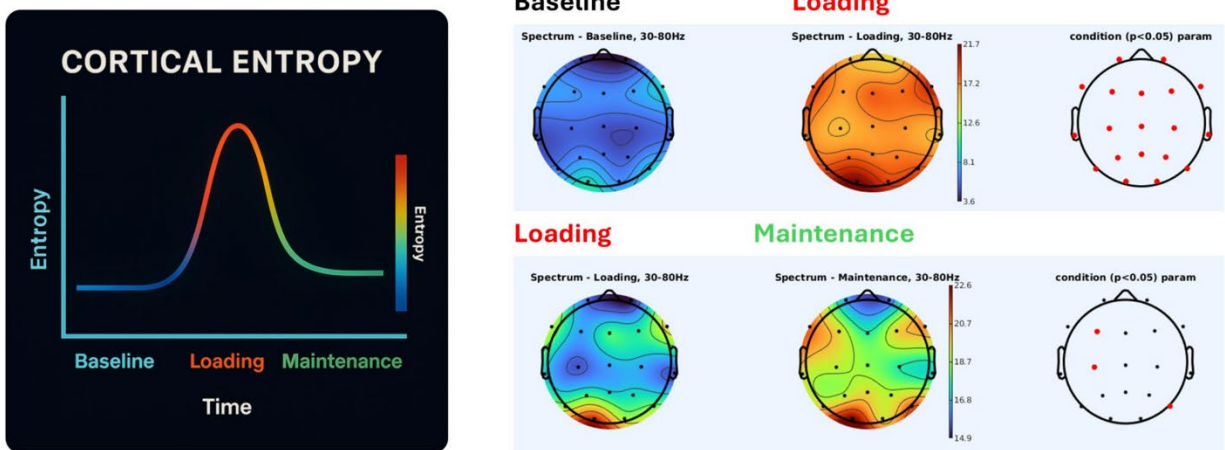 CORTICAL ENTROPY
Entropy
Entropy
Baseline Loading Maintenance
Time
Baseline Loading
Spectrum - Baseline, 30-80Hz Spectrum - Loading, 30-80Hz condition (p<0.05) param
21.7
17.2
12.6
8.1
3.6
Loading Maintenance
Spectrum - Loading, 30-80Hz Spectrum - Maintenance, 30-80Hz condition (p<0.05) param
22.6
20.7
18.7
16.8
14.9